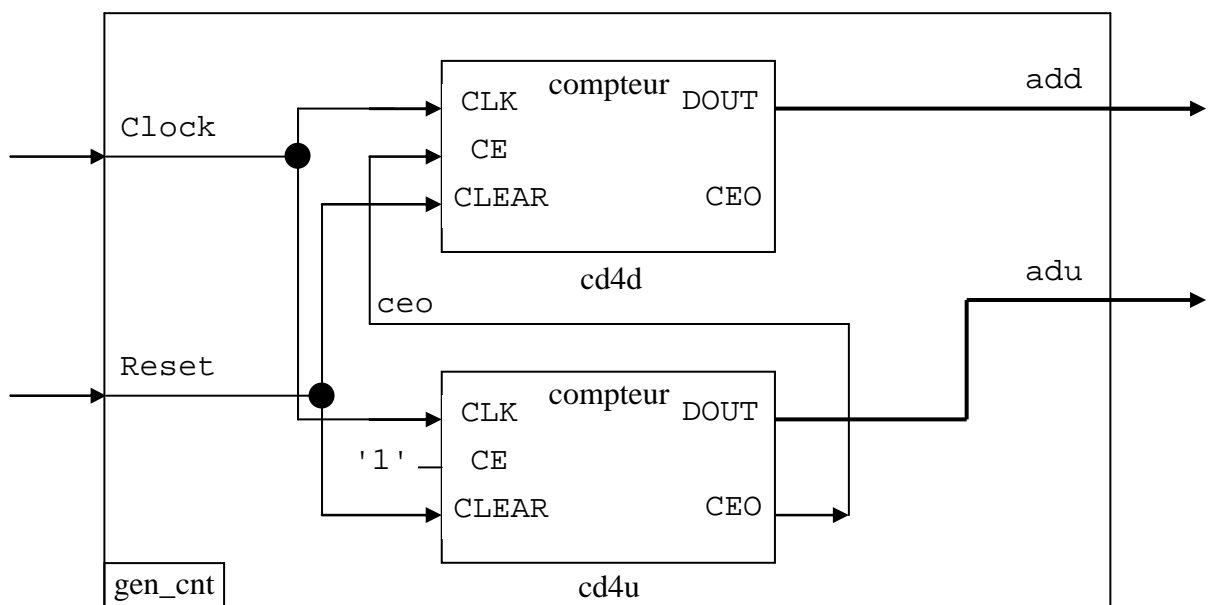 compteur
CLK
DOUT
add
Clock
CE
CLEAR
CEO
cd4d
adu
ceo
Reset
compteur
CLK
DOUT
'1'
CE
CLEAR
CEO
gen_cnt
cd4u